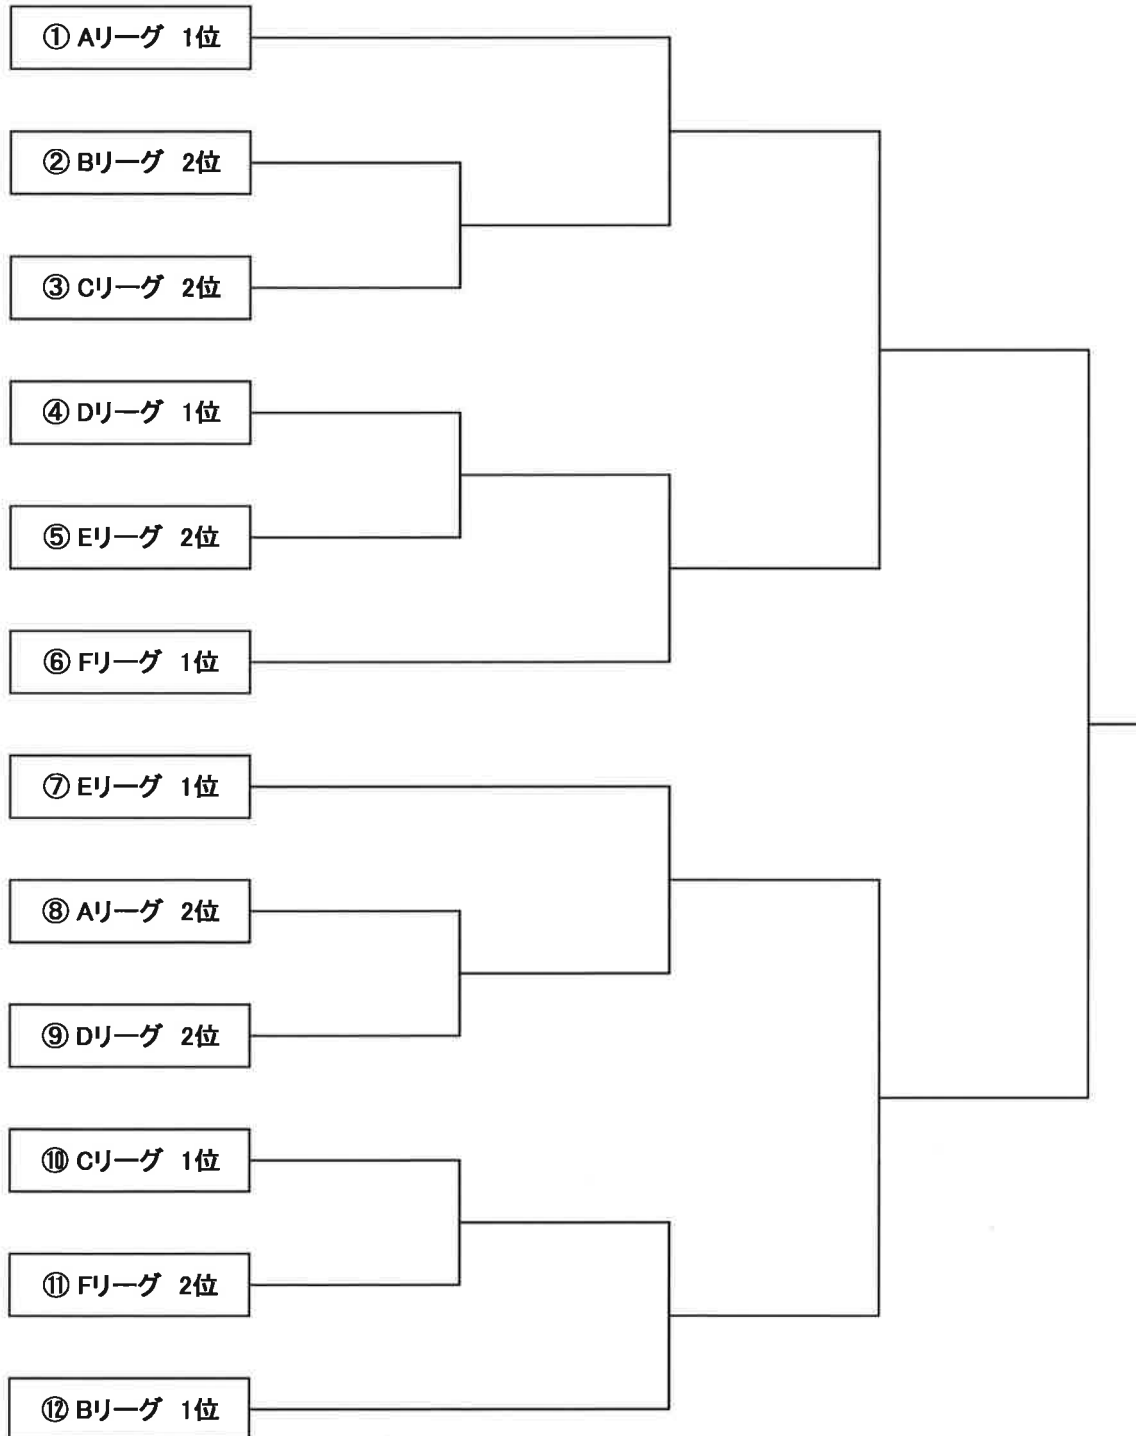 ① Aリーグ 1位
② Bリーグ 2位
③ Cリーグ 2位
④ Dリーグ 1位
⑤ Eリーグ 2位
⑥ Fリーグ 1位
⑦ Eリーグ 1位
⑧ Aリーグ 2位
⑨ Dリーグ 2位
⑩ Cリーグ 1位
⑪ Fリーグ 2位
⑫ Bリーグ 1位